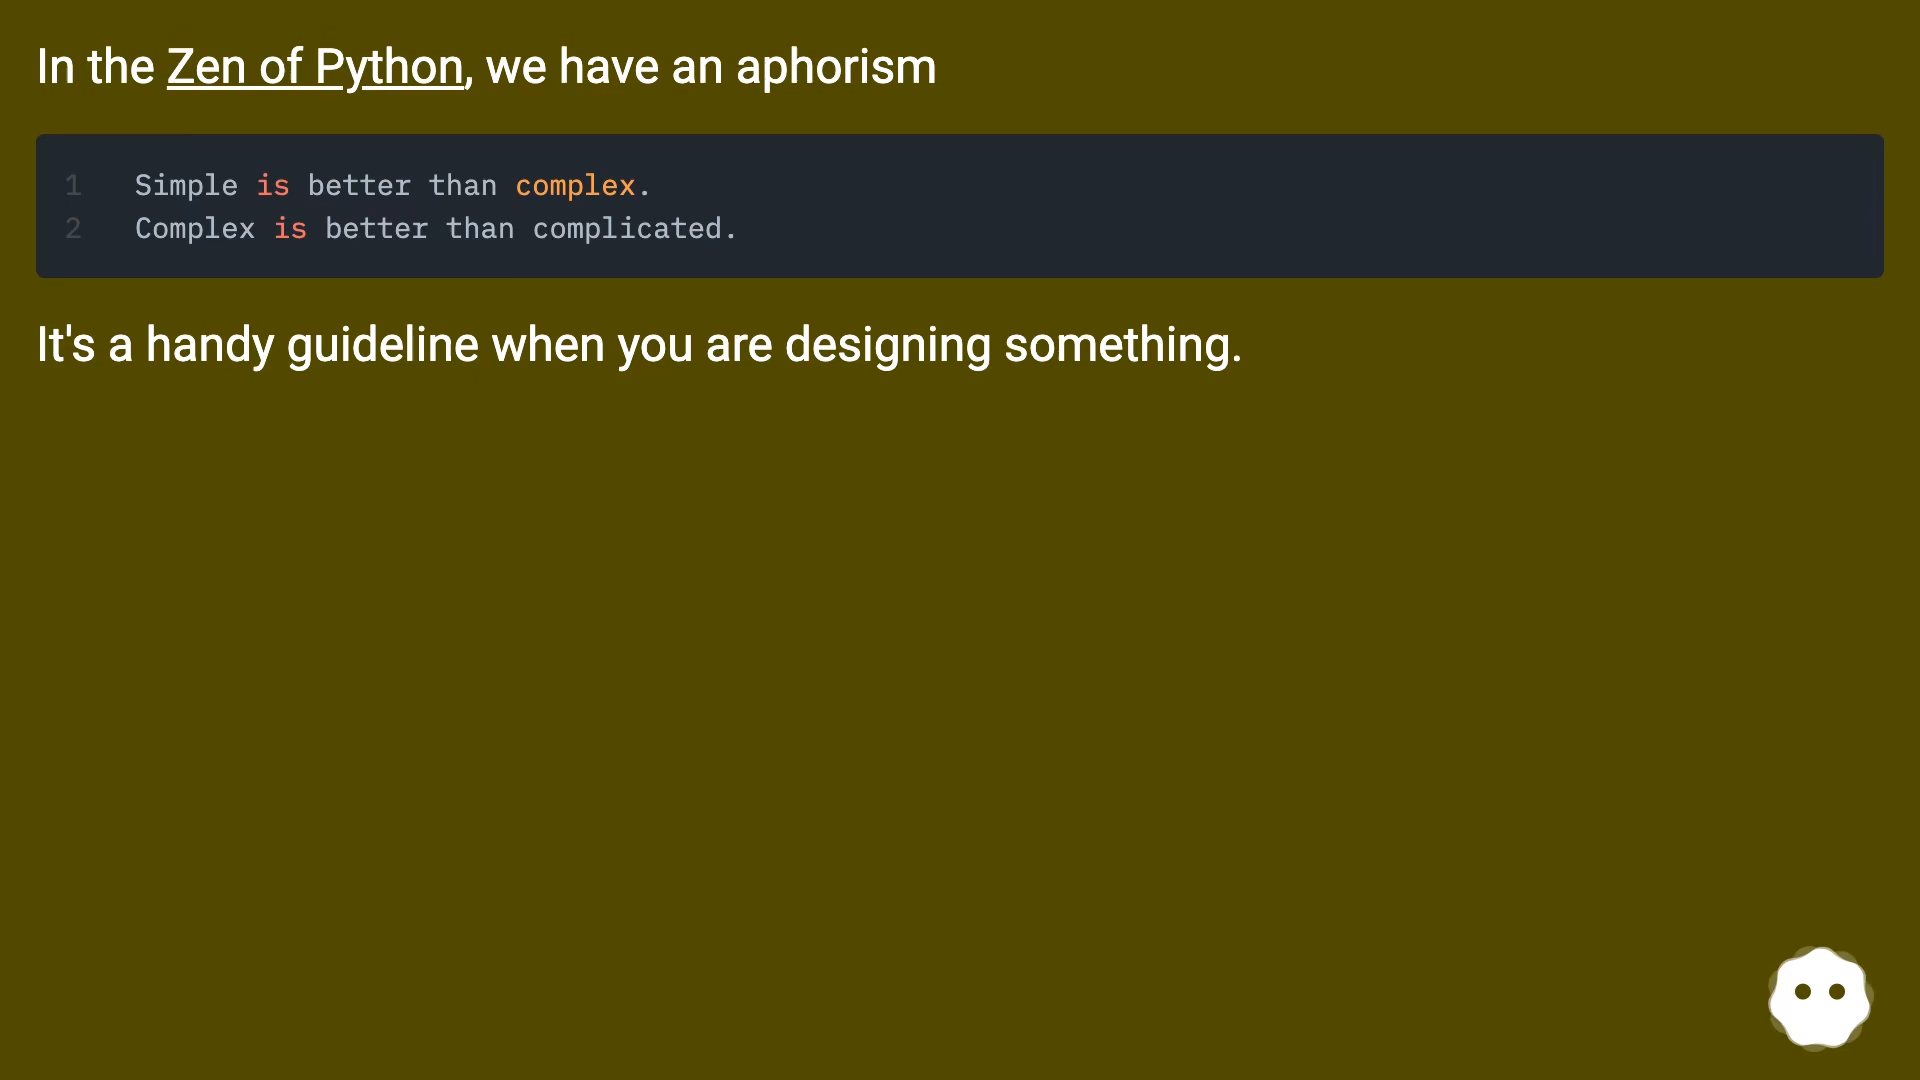 In the Zen of Python, we have an aphorism
1 Simple is better than complex.
2 Complex is better than complicated.
It's a handy guideline when you are designing something.